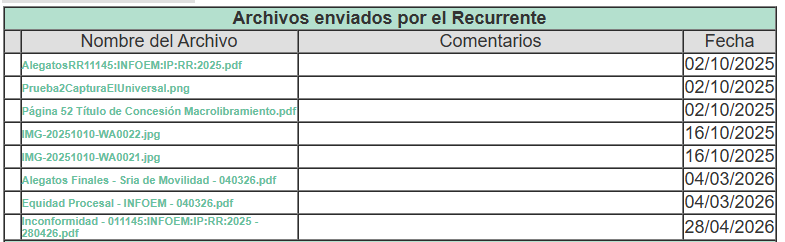 Archivos enviados por el Recurrente
Nombre del Archivo Comentarios Fecha
AlegatosRR11145:INFOEM:IP:RR:2025.pdf 02/10/2025
Prueba2CapturaElUniversal.png 02/10/2025
Página 52 Título de Concesión Macrolibramiento.pdf 02/10/2025
IMG-20251010-WA0022.jpg 16/10/2025
IMG-20251010-WA0021.jpg 16/10/2025
Alegatos Finales - Sria de Movilidad - 040326.pdf 04/03/2026
Equidad Procesal - INFOEM - 040326.pdf 04/03/2026
Inconformidad - 011145:INFOEM:IP:RR:2025 -
280426.pdf 28/04/2026